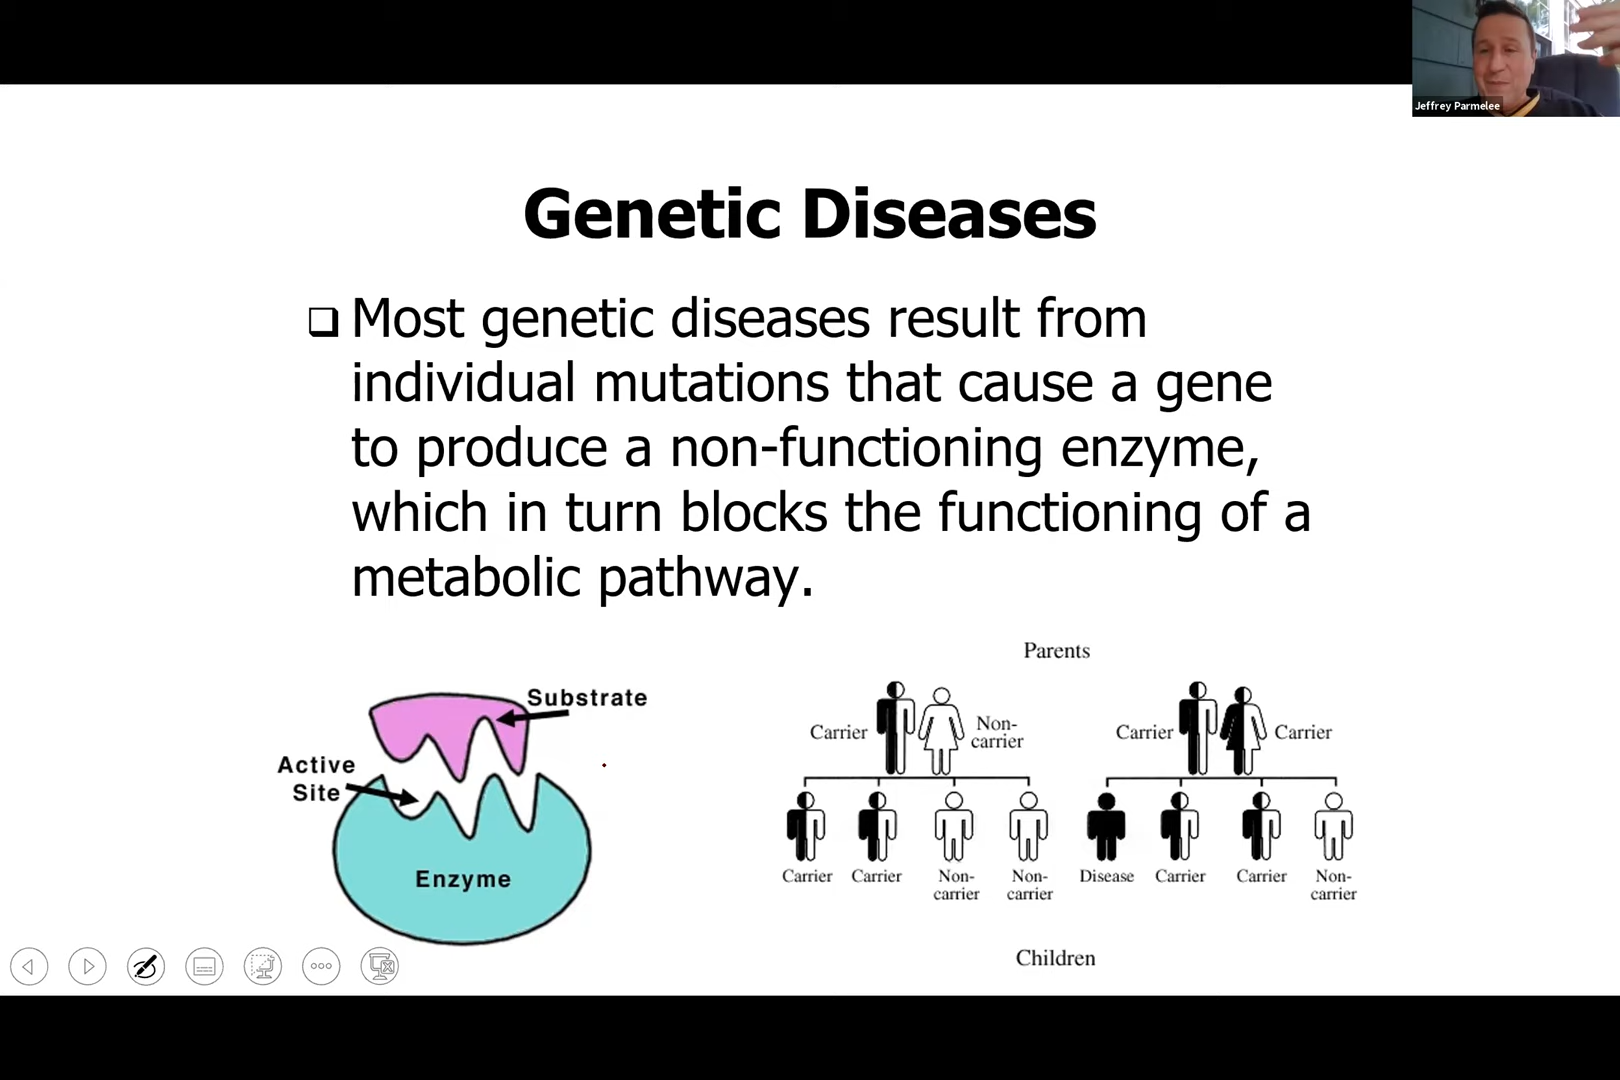 Jeffrey Parmelee
Genetic Diseases
Most genetic diseases result from
individual mutations that cause a gene
to produce a non-functioning enzyme,
which in turn blocks the functioning of a
metabolic pathway.
Substrate
Active
Site
Enzyme
Parents
Carrier
Non-
carrier
Carrier
Carrier
Carrier
Carrier
Non-
carrier
Non-
carrier
Disease
Carrier
Carrier
Non-
carrier
Children